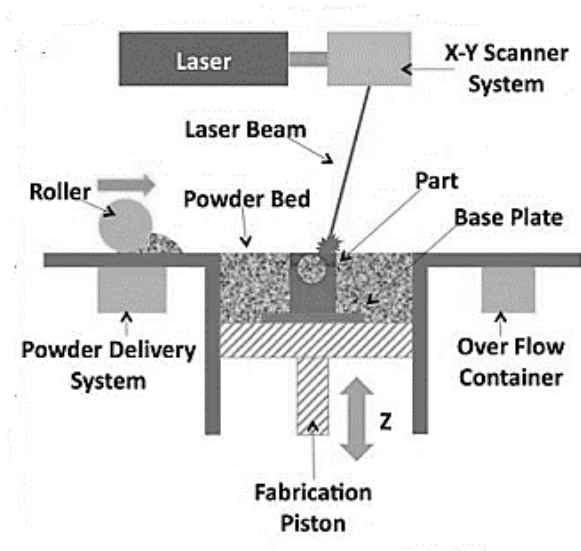 Laser
X-Y Scanner
System
Laser Beam
Roller
Powder Bed
Part
Base Plate
Powder Delivery
System
Over Flow
Container
Z
Fabrication
Piston